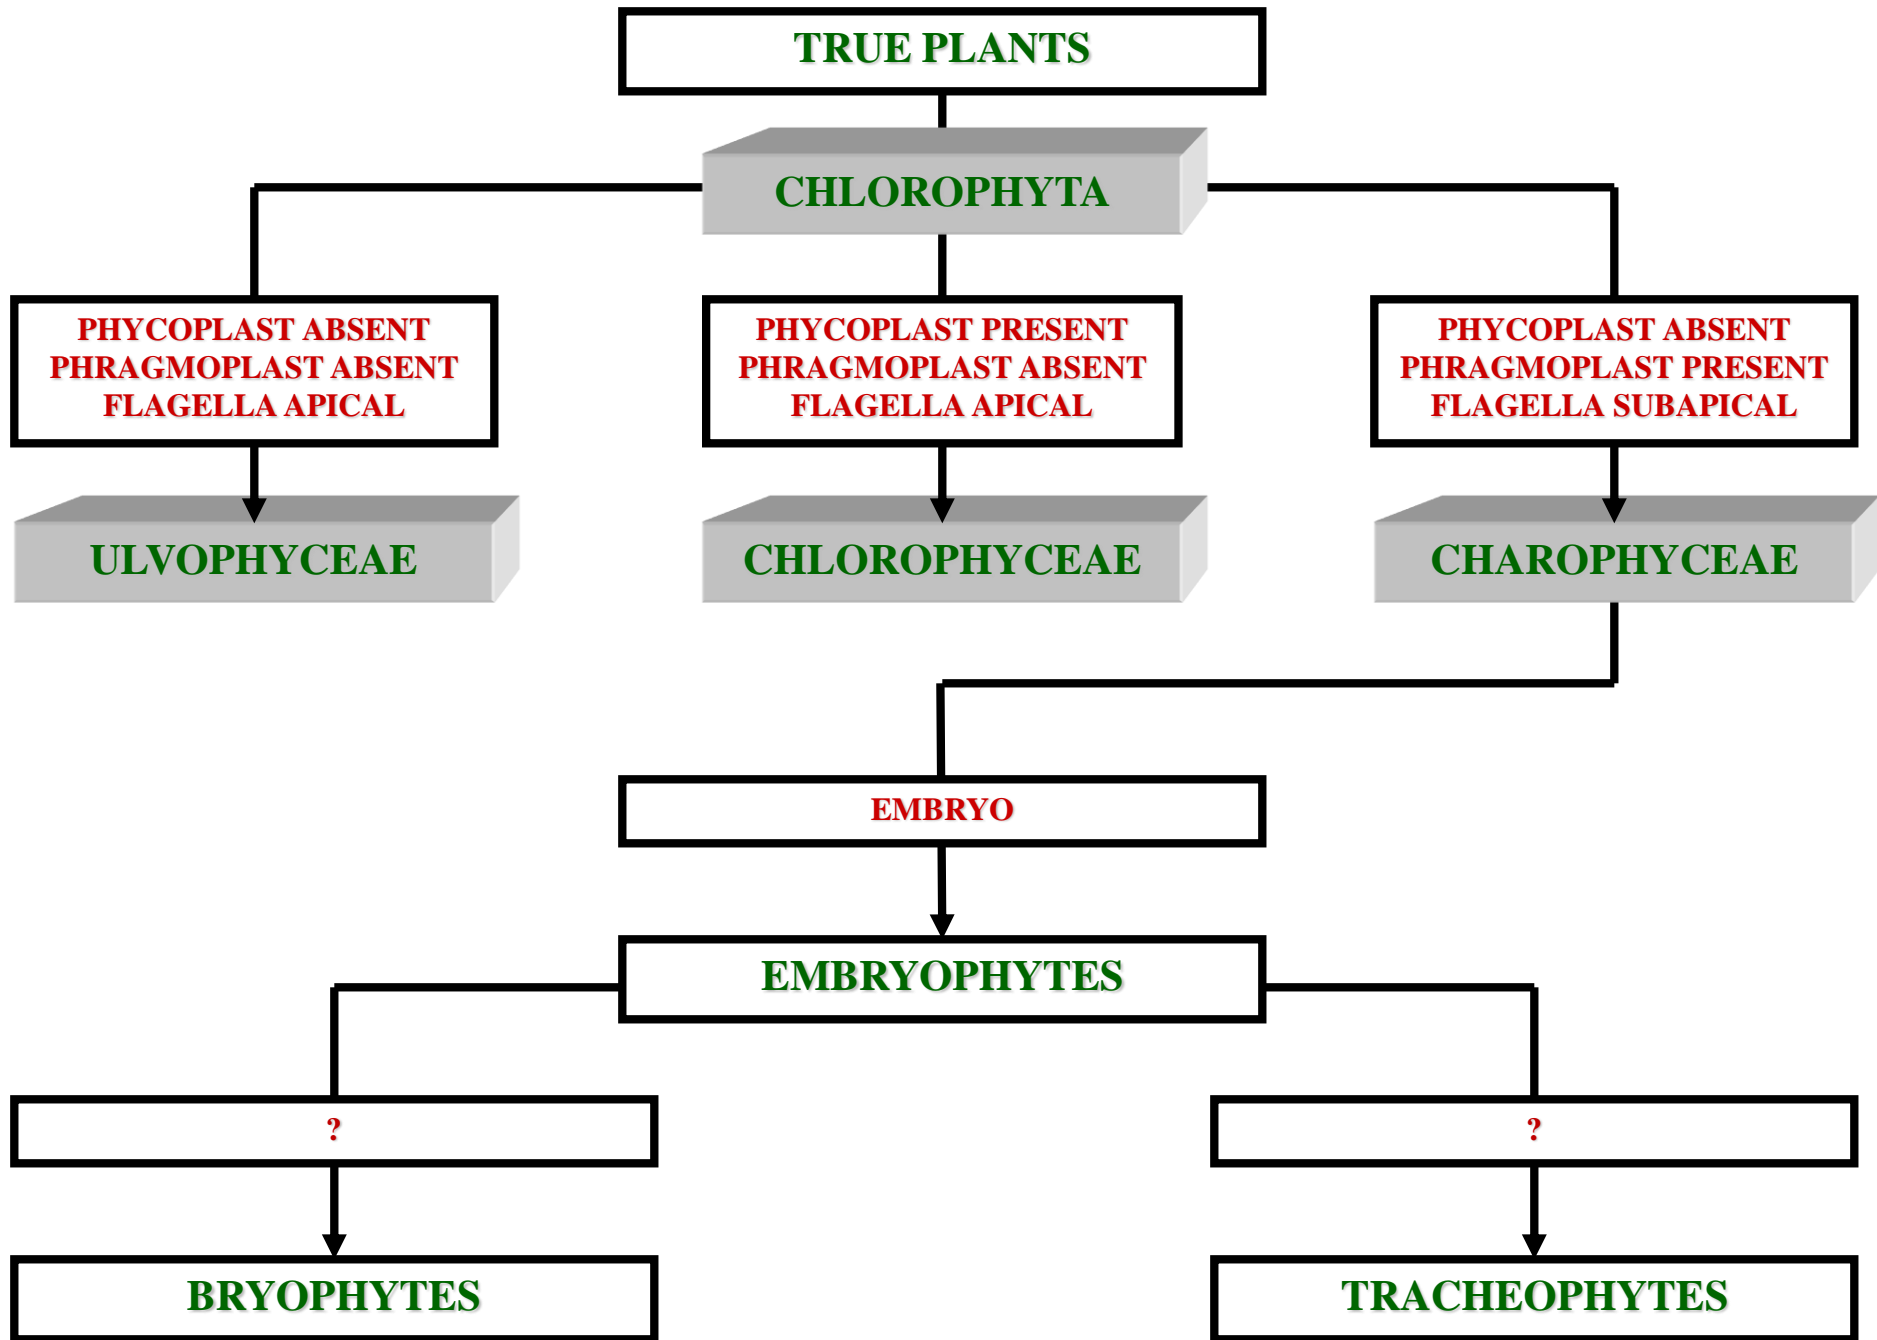 TRUE PLANTS
CHLOROPHYTA
PHYCOPLAST ABSENT
PHRAGMOPLAST ABSENT
FLAGELLA APICAL
PHYCOPLAST PRESENT
PHRAGMOPLAST ABSENT
FLAGELLA APICAL
PHYCOPLAST ABSENT
PHRAGMOPLAST PRESENT
FLAGELLA SUBAPICAL
ULVOPHYCEAE
CHLOROPHYCEAE
CHAROPHYCEAE
EMBRYO
EMBRYOPHYTES
?
?
BRYOPHYTES
TRACHEOPHYTES